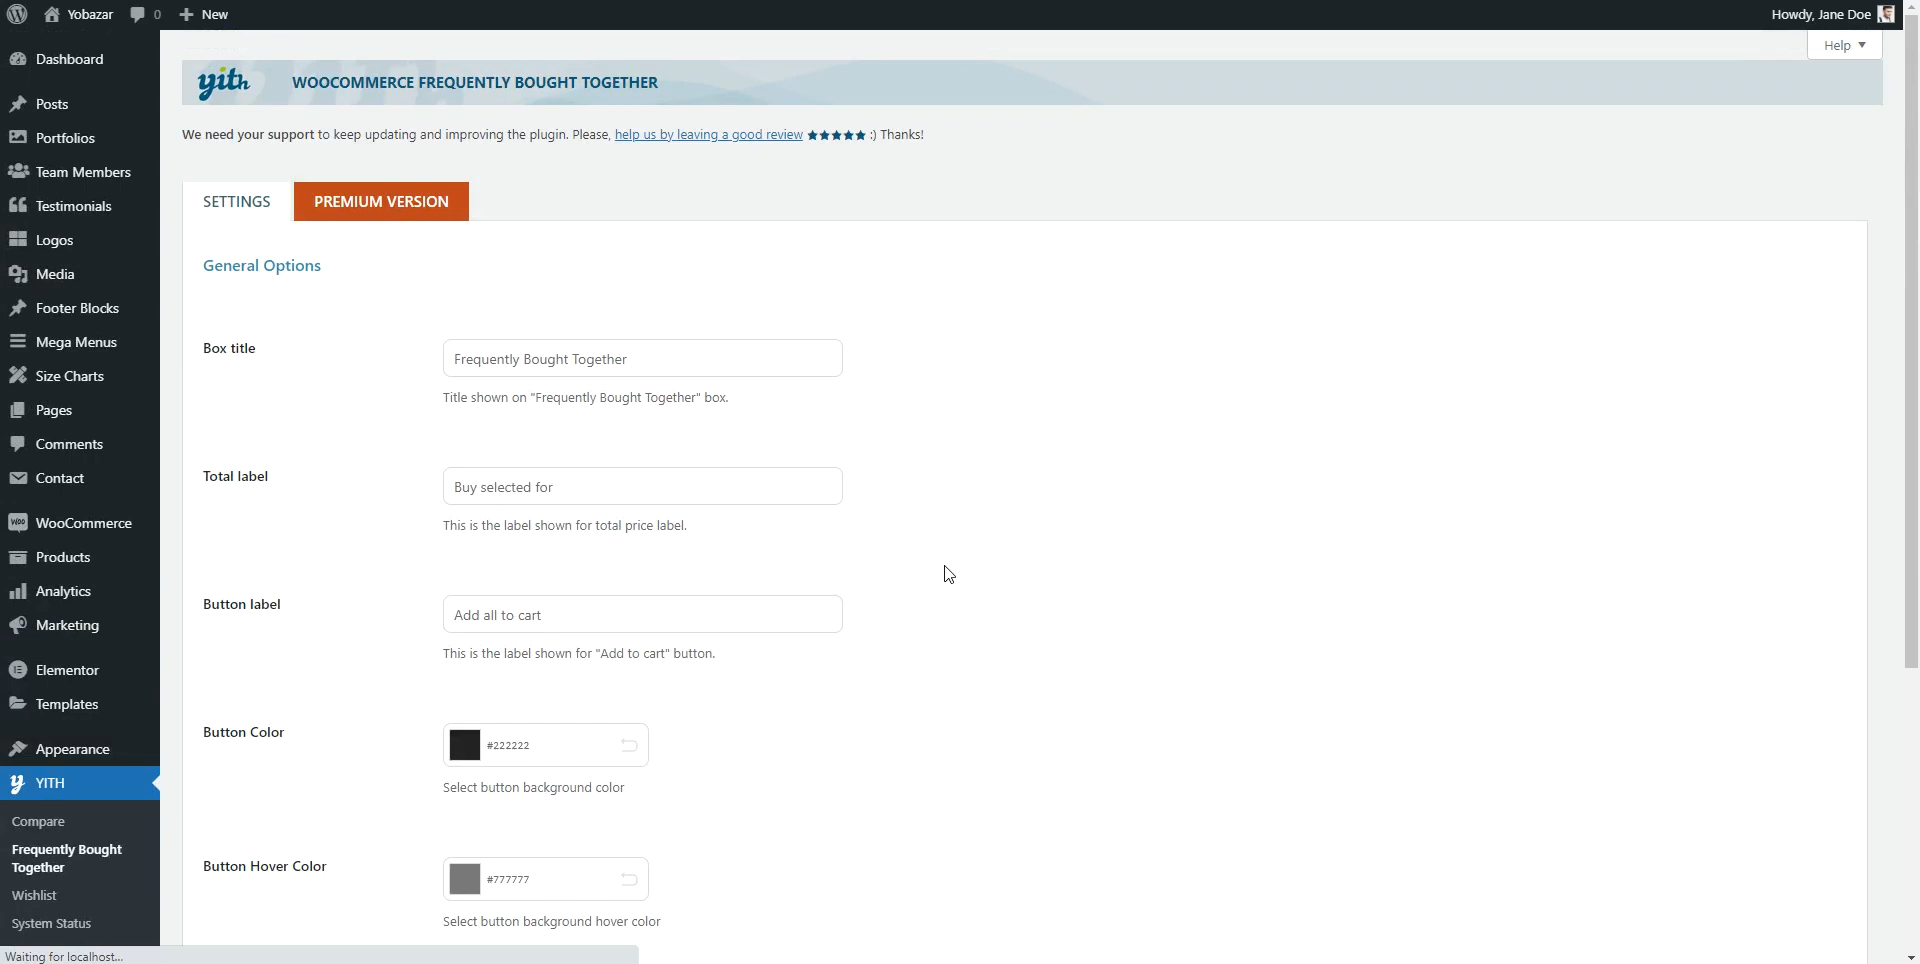 Yobazar 0 New Howdy, Jane Doe
Help
Dashboard
Posts
Portfolios
Team Members
Testimonials
Logos
Media
Footer Blocks
Mega Menus
Size Charts
Pages
Comments
Contact
WooCommerce
Products
Analytics
Marketing
Elementor
Templates
Appearance
YITH
Compare
Frequently Bought
Together
Wishlist
System Status
yith WOOCOMMERCE FREQUENTLY BOUGHT TOGETHER
We need your support to keep updating and improving the plugin. Please, help us by leaving a good review ★★★★★ :) Thanks!
SETTINGS PREMIUM VERSION
General Options
Box title
Frequently Bought Together
Title shown on "Frequently Bought Together" box.
Total label
Buy selected for
This is the label shown for total price label.
Button label
Add all to cart
This is the label shown for "Add to cart" button.
Button Color
#222222
Select button background color
Button Hover Color
#777777
Select button background hover color
Waiting for localhost...